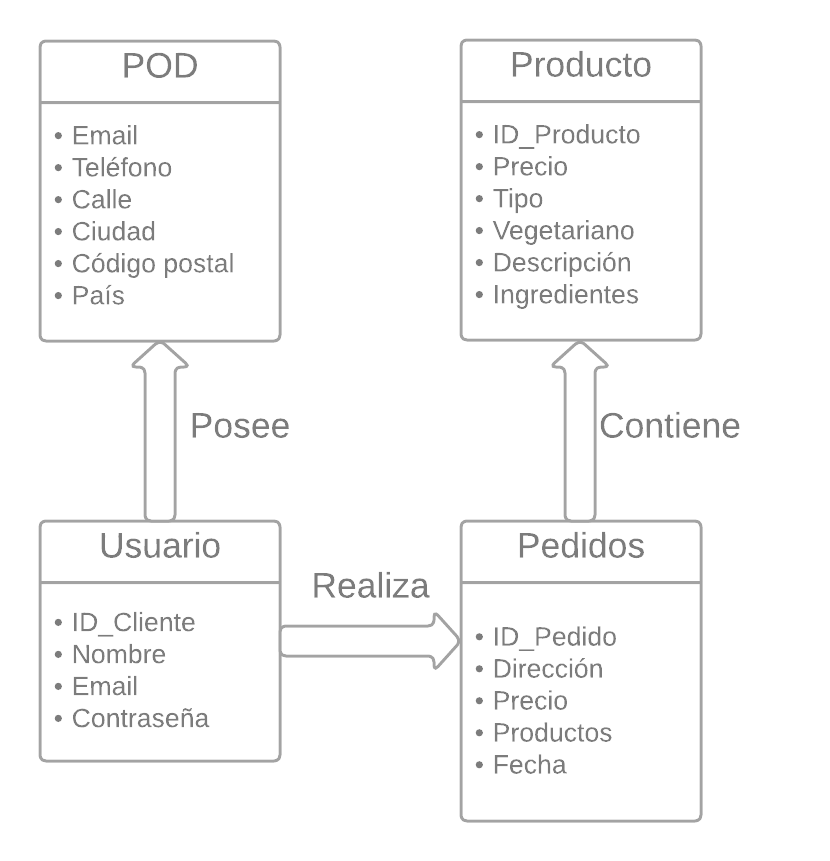 POD
• Email
• Teléfono
• Calle
• Ciudad
• Código postal
• País
Producto
• ID_Producto
• Precio
• Tipo
• Vegetariano
• Descripción
• Ingredientes
Posee
Contiene
Usuario
• ID_Cliente
• Nombre
• Email
• Contraseña
Realiza
Pedidos
• ID_Pedido
• Dirección
• Precio
• Productos
• Fecha